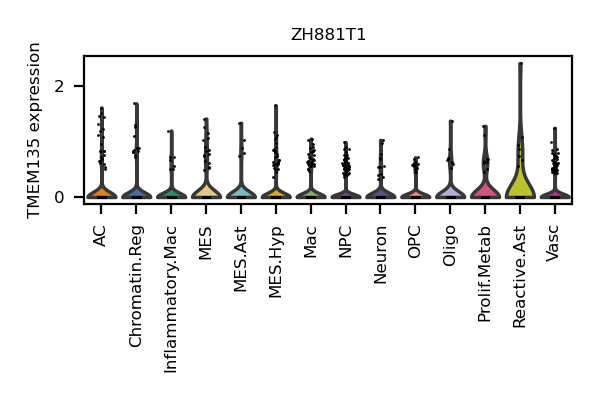 ZH881T1
TMEM135 expression
2
0
AC
Chromatin.Reg
Inflammatory.Mac
MES
MES.Ast
MES.Hyp
Mac
NPC
Neuron
OPC
Oligo
Prolif.Metab
Reactive.Ast
Vasc